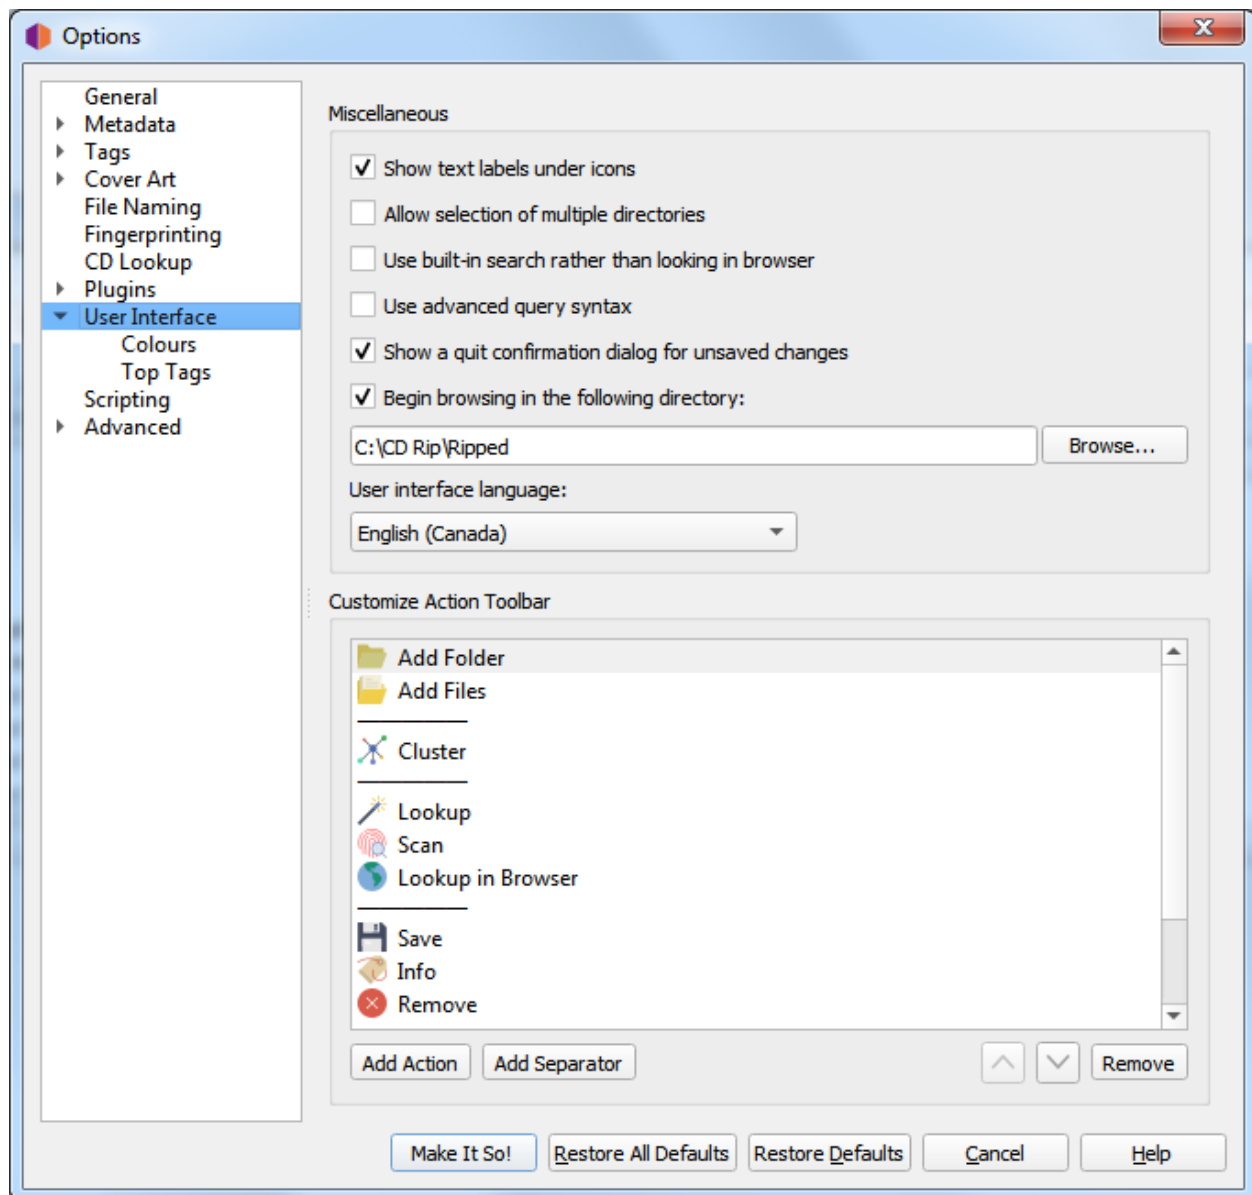 Options
General
Metadata
Tags
Cover Art
File Naming
Fingerprinting
CD Lookup
Plugins
User Interface
Colours
Top Tags
Scripting
Advanced
Miscellaneous
Show text labels under icons
Allow selection of multiple directories
Use built-in search rather than looking in browser
Use advanced query syntax
Show a quit confirmation dialog for unsaved changes
Begin browsing in the following directory:
C:\CD Rip\Ripped
Browse...
User interface language:
English (Canada)
Customize Action Toolbar
Add Folder
Add Files
Cluster
Lookup
Scan
Lookup in Browser
Save
Info
Remove
Add Action Add Separator Remove
Make It So! Restore All Defaults Restore Defaults Cancel Help